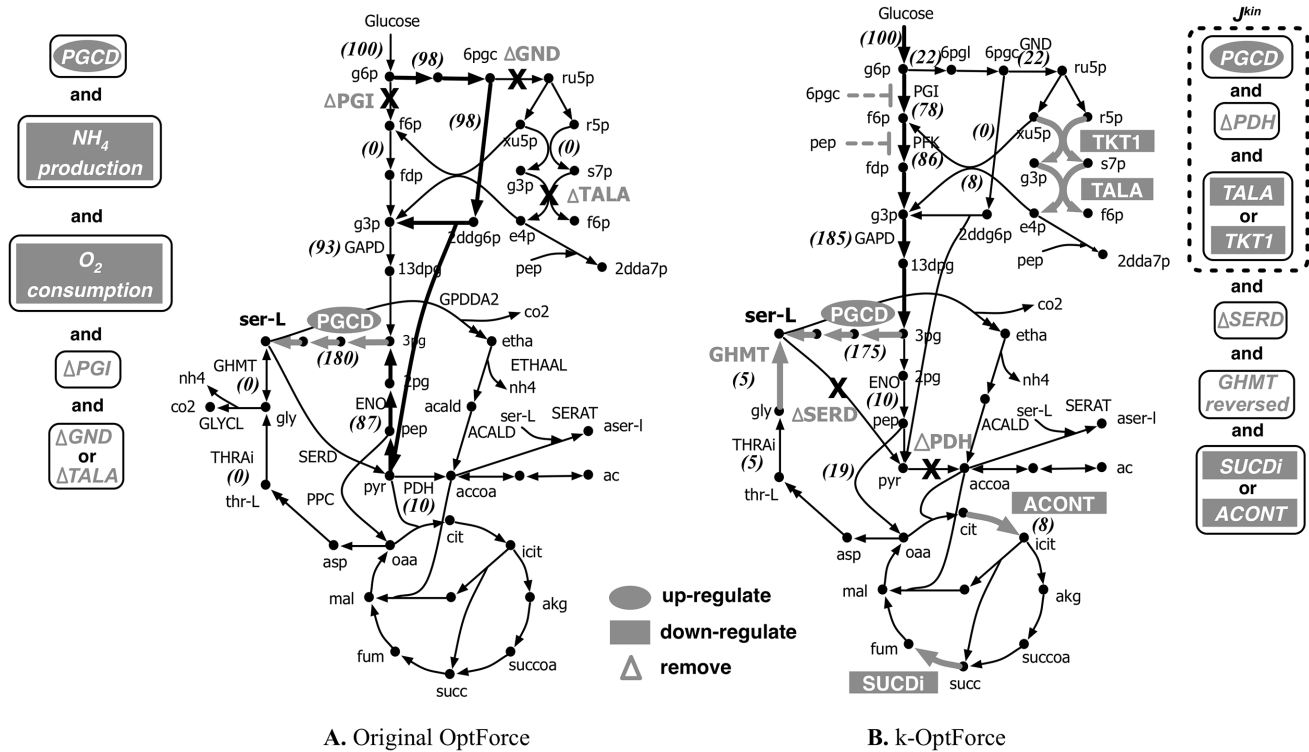 PGCD
and
NH4
production
and
O2
consumption
and
ΔPGI
and
ΔGND
or
ΔTALA
Glucose
(100)
(98)
6pgc
ΔGND
g6p
ru5p
ΔPGI
(98)
f6p
xu5p
r5p
(0)
(0)
fdp
g3p
s7p
ΔTALA
g3p
2ddg6p
e4p
f6p
(93)
GAPD
pep
2dda7p
13dpg
GPDDA2
co2
ser-L
PGCD
3pg
etha
(180)
GHMT
(0)
ETHAAL
nh4
2pg
nh4
co2
GLYCL
gly
ENO
(87)
acald
ser-L
SERAT
pep
ACALD
aser-l
THRAi
(0)
SERD
thr-L
pyr
PDH
(10)
accoa
ac
PPC
cit
asp
oaa
icit
mal
akg
fum
succoa
succ
up-regulate
down-regulate
Δ remove
A. Original OptForce
Glucose
(100)
(22)
6pgl
6pgc
GND
(22)
g6p
ru5p
6pgc
PGI
(78)
f6p
(0)
xu5p
r5p
TKT1
pep
PFK
(86)
fdp
(8)
g3p
s7p
TALA
g3p
2ddg6p
e4p
f6p
(185)
GAPD
pep
2dda7p
13dpg
co2
ser-L
PGCD
3pg
etha
(175)
GHMT
(5)
2pg
nh4
ENO
(10)
gly
ΔSERD
ser-L
SERAT
pep
ΔPDH
ACALD
aser-l
THRAi
(5)
(19)
thr-L
pyr
accoa
ac
ACONT
(8)
cit
asp
oaa
icit
mal
akg
fum
succoa
SUCDi
succ
B. k-OptForce
Jkin
PGCD
and
ΔPDH
and
TALA
or
TKT1
and
ΔSERD
and
GHMT
reversed
and
SUCDi
or
ACONT